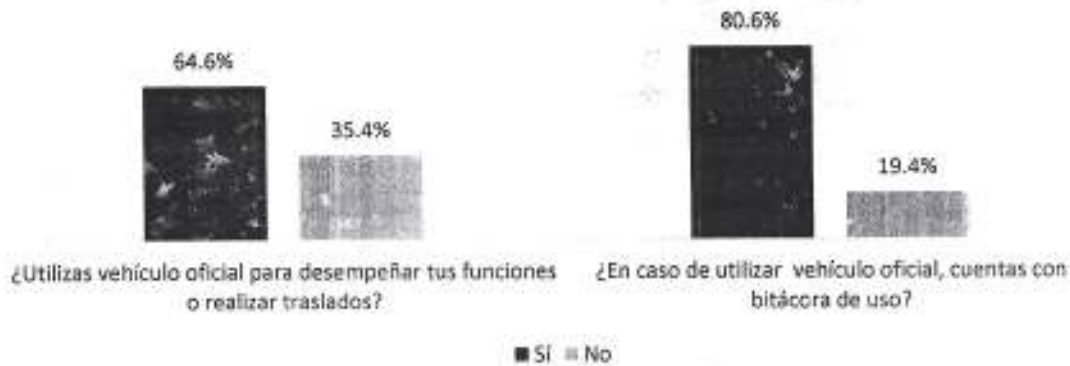 64.6%
35.4%
¿Utilizas vehículo oficial para desempeñar tus funciones
o realizar traslados?
80.6%
19.4%
¿En caso de utilizar vehículo oficial, cuentas con
bitácora de uso?
Sí No